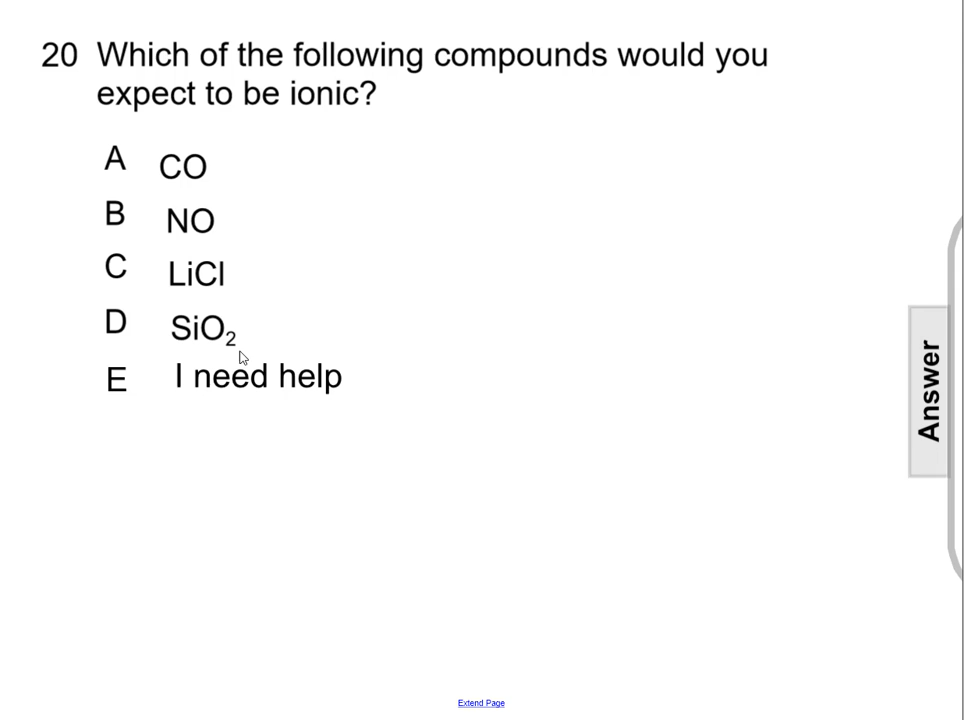 20 Which of the following compounds would you
expect to be ionic?
A CO
B NO
C LiCl
D SiO₂
E I need help
Answer
Extend Page